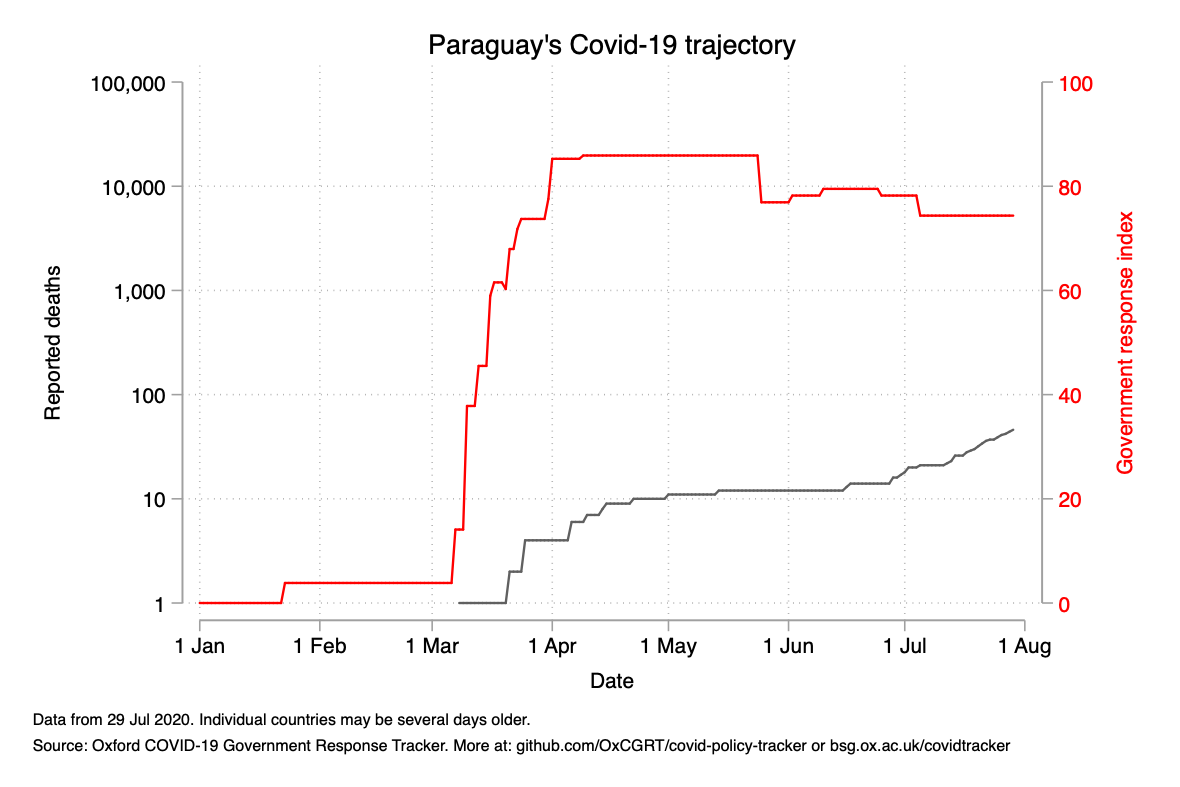 Paraguay's Covid-19 trajectory
100,000
10,000
1,000
100
10
1
Reported deaths
100
80
60
40
20
0
Government response index
1 Jan 1 Feb 1 Mar 1 Apr 1 May 1 Jun 1 Jul 1 Aug
Date
Data from 29 Jul 2020. Individual countries may be several days older.
Source: Oxford COVID-19 Government Response Tracker. More at: github.com/OxCGRT/covid-policy-tracker or bsg.ox.ac.uk/covidtracker